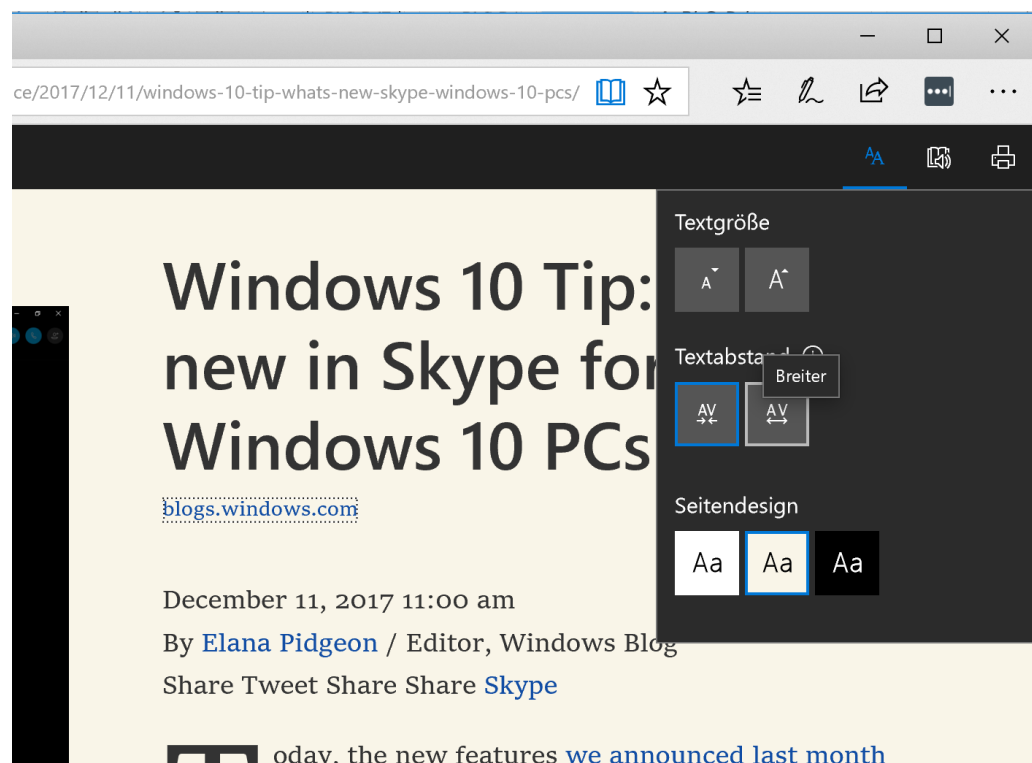 ce/2017/12/11/windows-10-tip-whats-new-skype-windows-10-pcs/
AA
Textgröße
A
A
Windows 10 Tip:
new in Skype for
Windows 10 PCs
Breiter
AV
AV
blogs.windows.com
Seitendesign
Aa
Aa
Aa
December 11, 2017 11:00 am
By Elana Pidgeon / Editor, Windows Blog
Share Tweet Share Share Skype
Today, the new features we announced last month